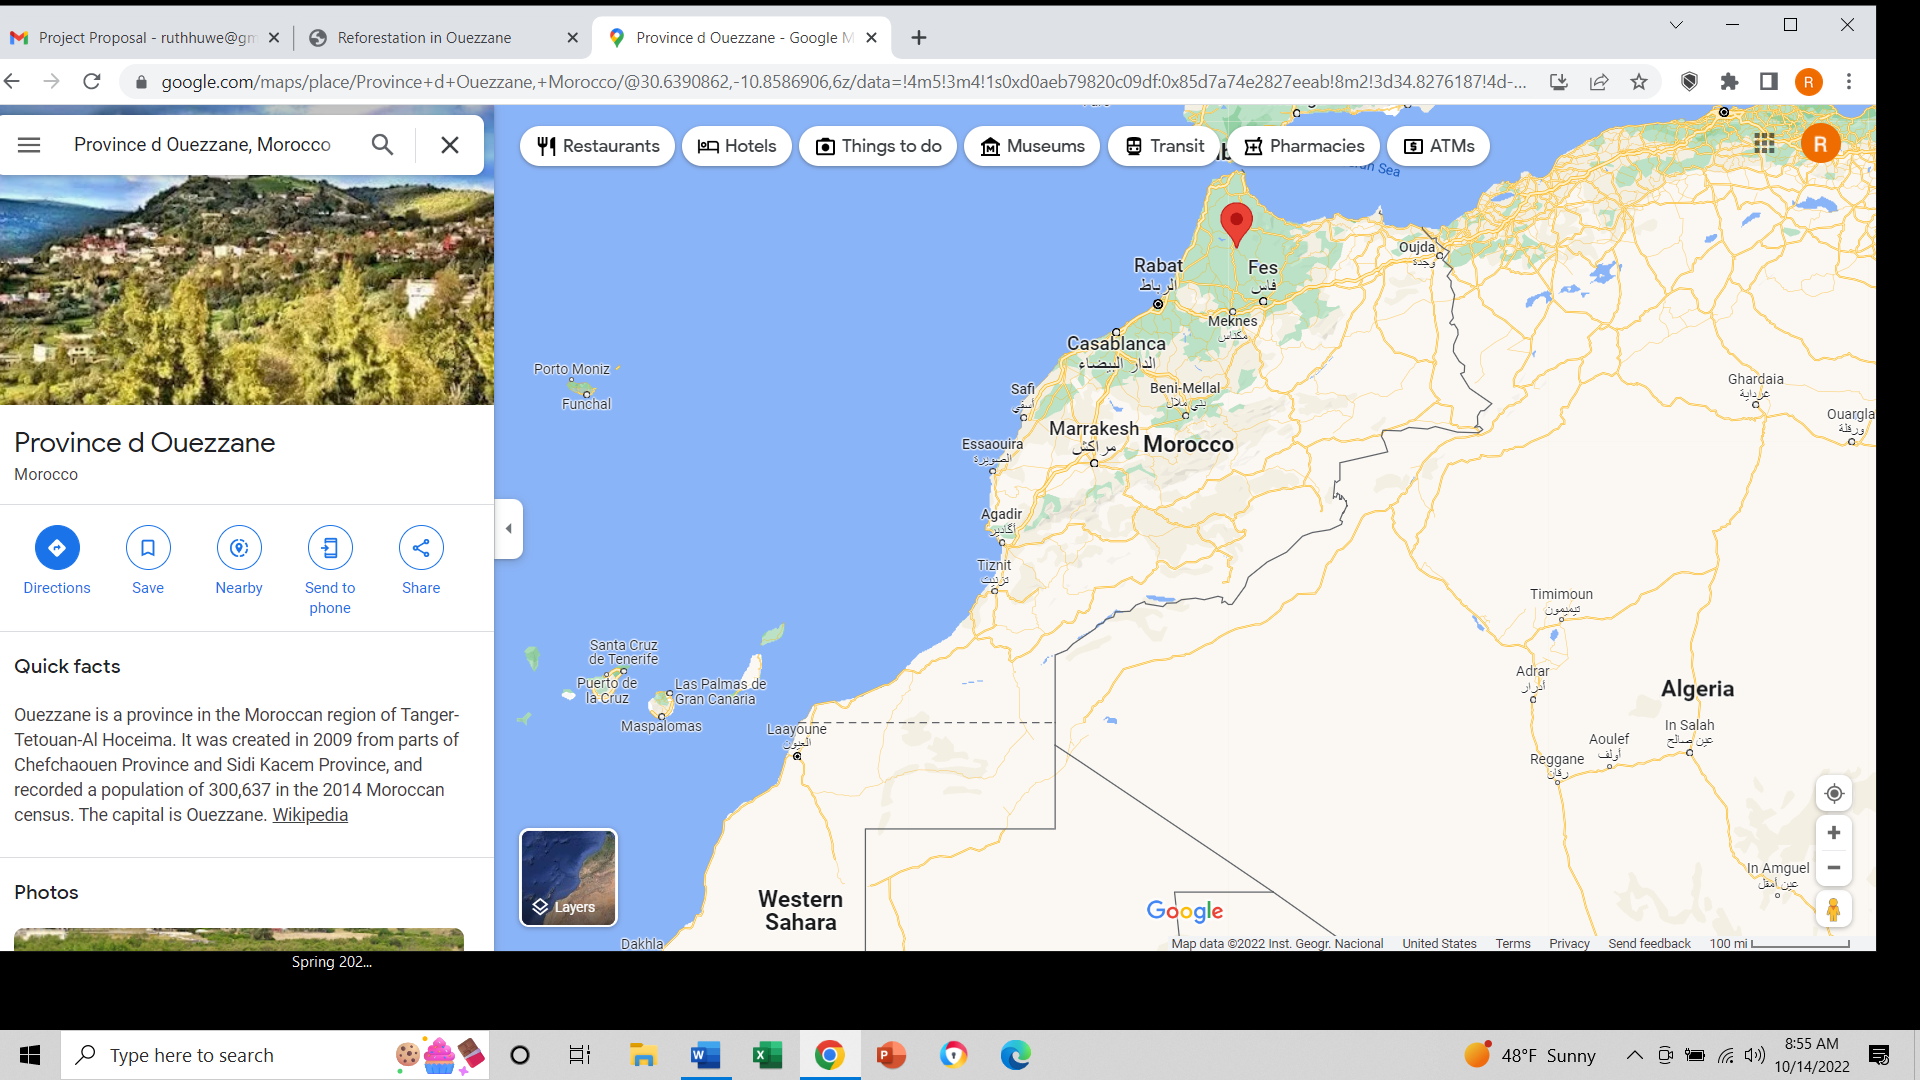 Project Proposal - ruthhuwe@gm
Reforestation in Ouezzane
Province d Ouezzane - Google M
google.com/maps/place/Province+d+Ouezzane,+Morocco/@30.6390862,-10.8586906,6z/data=!4m5!3m4!1s0xd0aeb79820c09df:0x85d7a74e2827eeab!8m2!3d34.8276187!4d-...
R
Province d Ouezzane, Morocco
Restaurants
Hotels
Things to do
Museums
Transit
Pharmacies
ATMs
R
Province d Ouezzane
Morocco
Directions
Save
Nearby
Send to
phone
Share
Quick facts
Ouezzane is a province in the Moroccan region of Tanger-
Tetouan-Al Hoceima. It was created in 2009 from parts of
Chefchaouen Province and Sidi Kacem Province, and
recorded a population of 300,637 in the 2014 Moroccan
census. The capital is Ouezzane. Wikipedia
Photos
Sea
Oujda
وجدة
Rabat
الرباط
Fes
فاس
Meknes
مكناس
Casablanca
الدار البيضاء
Porto Moniz
Funchal
Safi
آسفي
Beni-Mellal
بني ملال
Ghardaia
غرداية
Ouargla
ورقلة
Marrakesh
مراكش
Morocco
Essaouira
الصويرة
Agadir
أكادير
Tiznit
تزنيت
Timimoun
تيميمون
Santa Cruz
de Tenerife
Puerto de
la Cruz
Las Palmas de
Gran Canaria
Maspalomas
Adrar
أدرار
Algeria
Laayoune
العيون
In Salah
عين صالح
Aoulef
أولف
Reggane
رقان
In Amguel
عين أمقل
Western
Sahara
Dakhla
Layers
Google
Map data ©2022 Inst. Geogr. Nacional
United States
Terms
Privacy
Send feedback
100 mi
Spring 202...
Type here to search
48°F Sunny
8:55 AM
10/14/2022